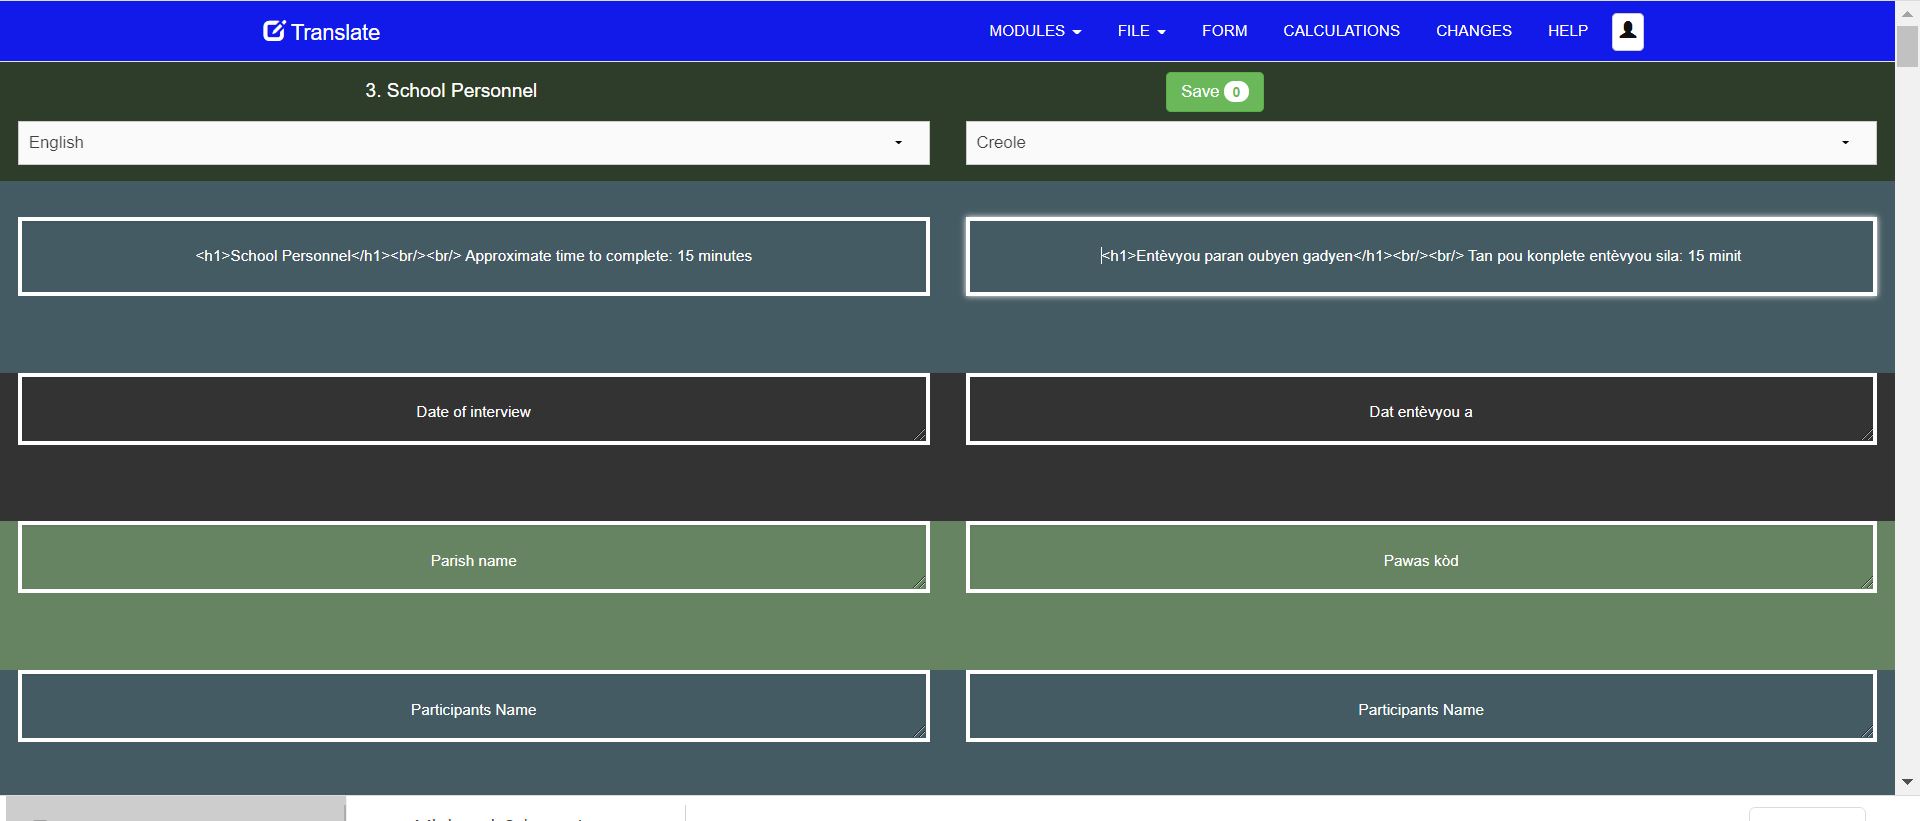 Translate MODULES FILE FORM CALCULATIONS CHANGES HELP
3. School Personnel Save 0
English Creole
<h1>School Personnel</h1><br/><br/> Approximate time to complete: 15 minutes <h1>Entèvyou paran oubyen gadyen</h1><br/><br/> Tan pou konplete entèvyou sila: 15 minit
Date of interview Dat entèvyou a
Parish name Pawas kòd
Participants Name Participants Name